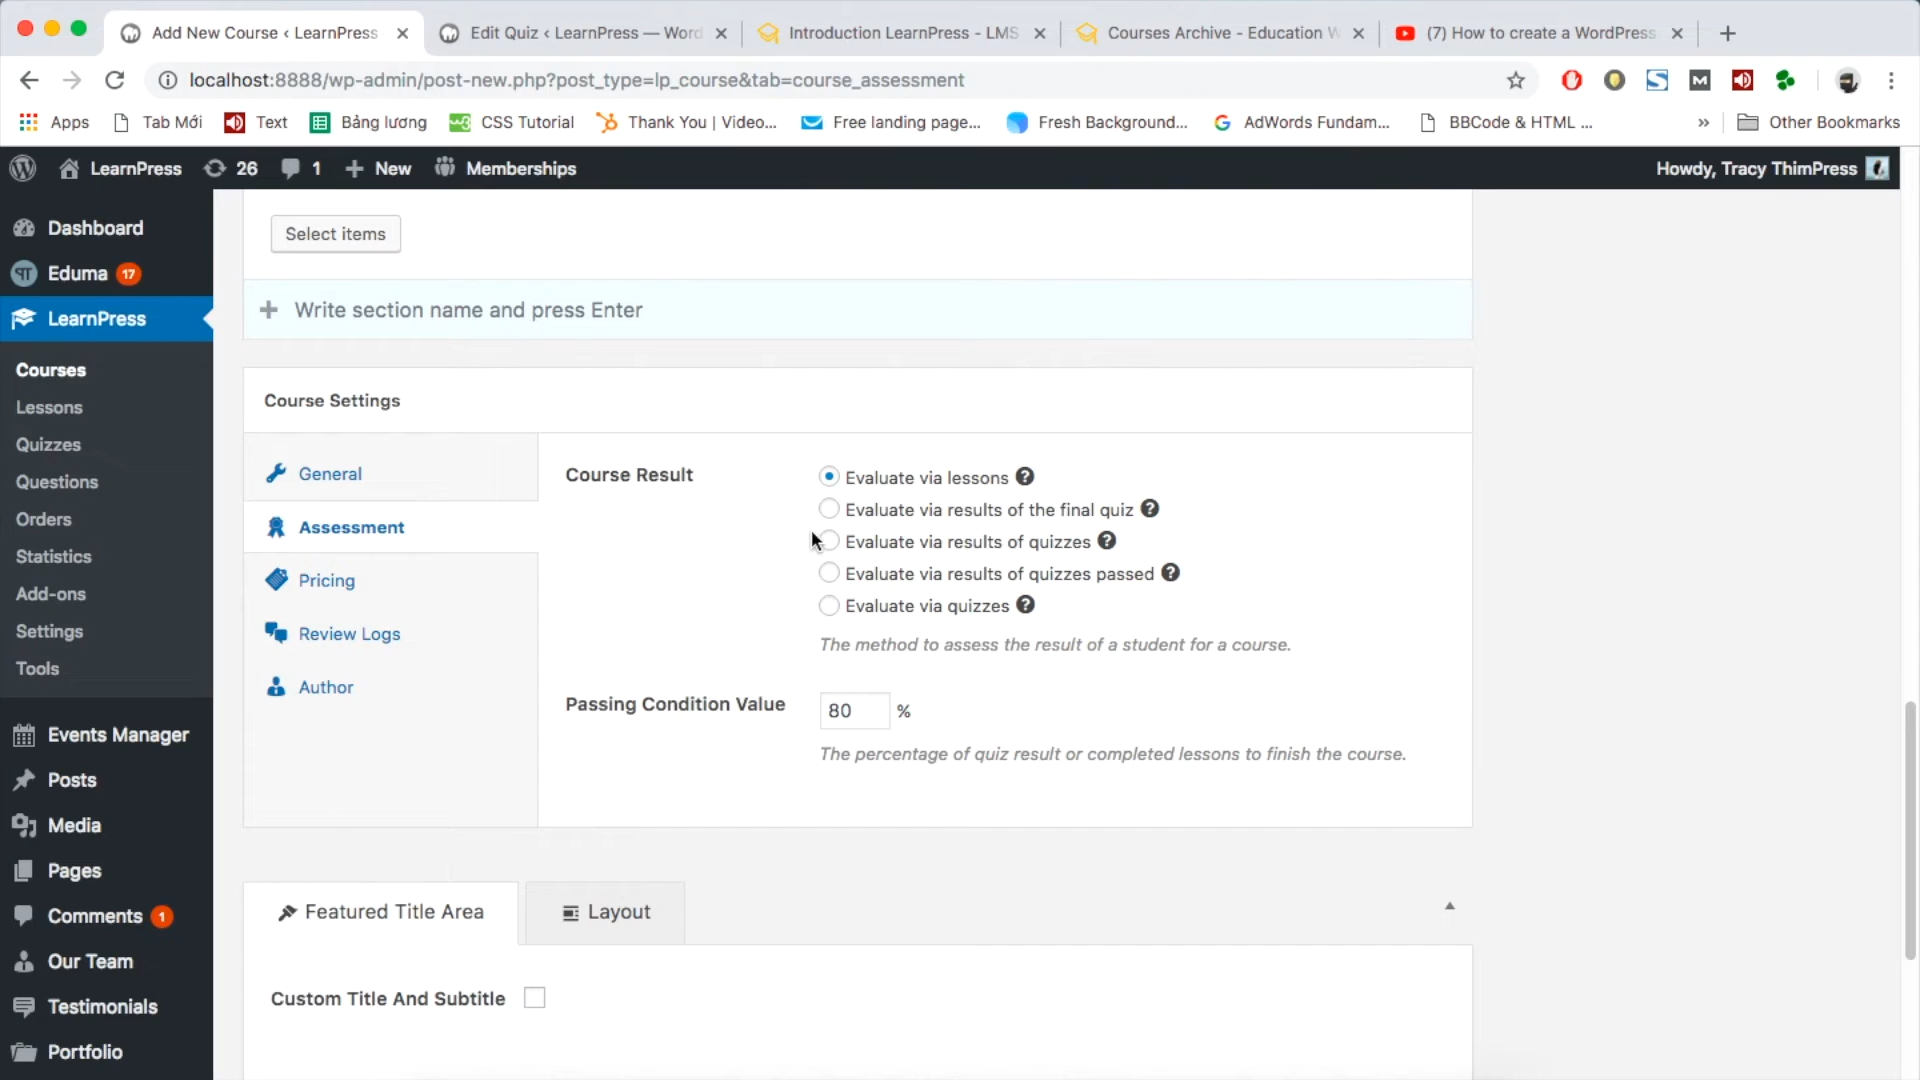 Add New Course ‹ LearnPress
Edit Quiz ‹ LearnPress — Word
Introduction LearnPress - LMS
Courses Archive - Education W
(7) How to create a WordPress
localhost:8888/wp-admin/post-new.php?post_type=lp_course&tab=course_assessment
Apps
Tab Mới
Text
Bảng lương
CSS Tutorial
Thank You | Video...
Free landing page...
Fresh Background...
AdWords Fundam...
BBCode & HTML ...
»
Other Bookmarks
LearnPress
26
1
New
Memberships
Howdy, Tracy ThimPress
Dashboard
Eduma 17
LearnPress
Courses
Lessons
Quizzes
Questions
Orders
Statistics
Add-ons
Settings
Tools
Events Manager
Posts
Media
Pages
Comments 1
Our Team
Testimonials
Portfolio
Select items
Write section name and press Enter
Course Settings
General
Assessment
Pricing
Review Logs
Author
Course Result
Evaluate via lessons ?
Evaluate via results of the final quiz ?
Evaluate via results of quizzes ?
Evaluate via results of quizzes passed ?
Evaluate via quizzes ?
The method to assess the result of a student for a course.
Passing Condition Value
80 %
The percentage of quiz result or completed lessons to finish the course.
Featured Title Area
Layout
Custom Title And Subtitle